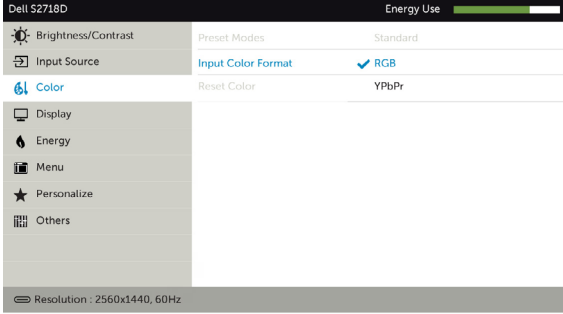 Dell S2718D Energy Use
Brightness/Contrast Preset Modes Standard
Input Source Input Color Format RGB
Color Reset Color YPbPr
Display
Energy
Menu
Personalize
Others
Resolution : 2560x1440, 60Hz